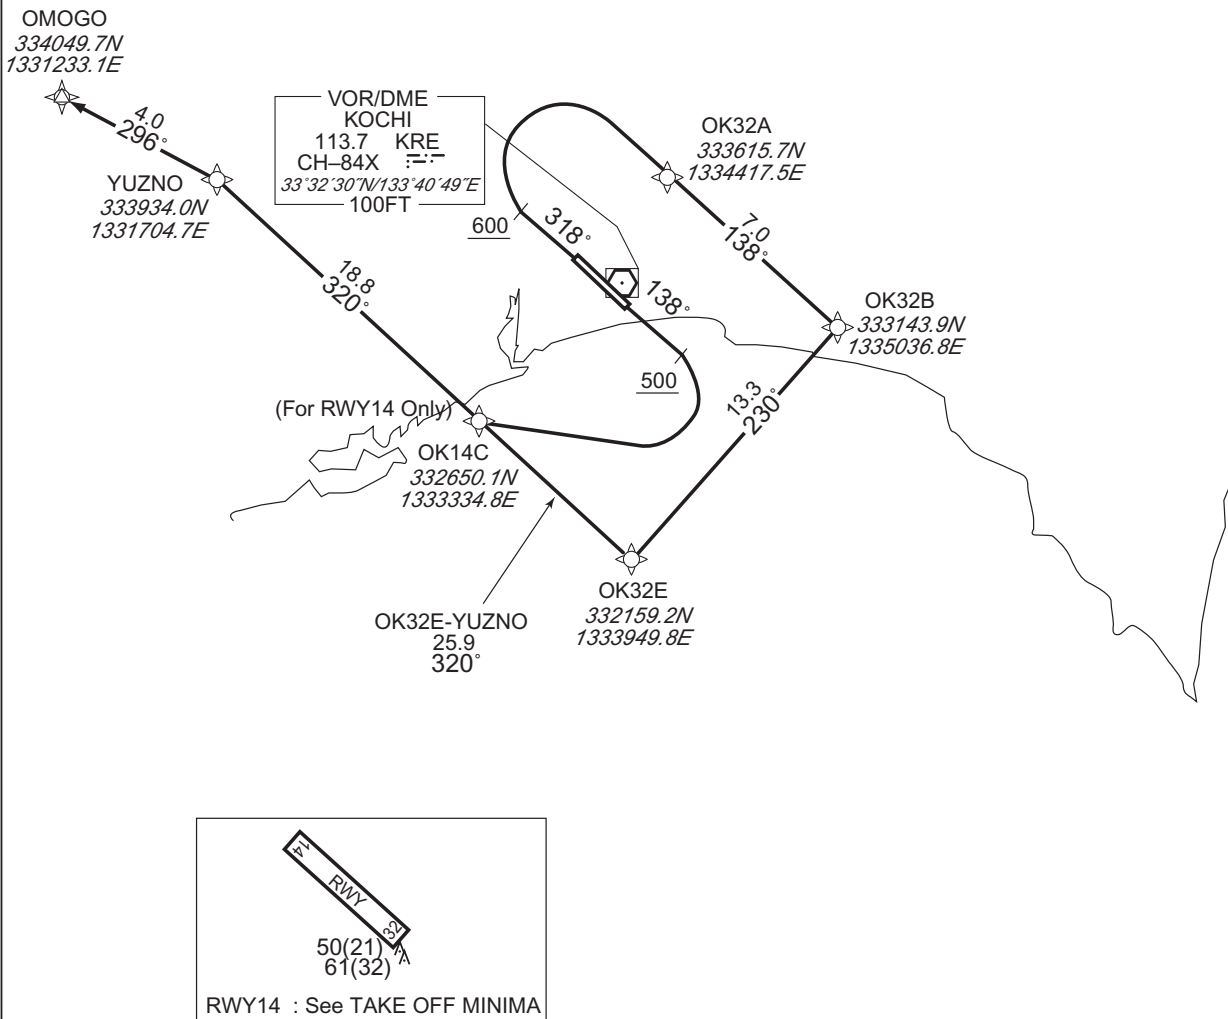 OMOGO
334049.7N
1331233.1E
4.0
296°
YUZNO
333934.0N
1331704.7E
VOR/DME
KOCHI
113.7 KRE
CH–84X
33°32´30˝N/133°40´49˝E
100FT
OK32A
333615.7N
1334417.5E
600
318°
7.0
138°
138°
18.8
320°
OK32B
333143.9N
1335036.8E
500
13.3
230°
(For RWY14 Only)
OK14C
332650.1N
1333334.8E
OK32E
332159.2N
1333949.8E
OK32E-YUZNO
25.9
320°
14
RWY
32
50(21)
61(32)
RWY14 : See TAKE OFF MINIMA